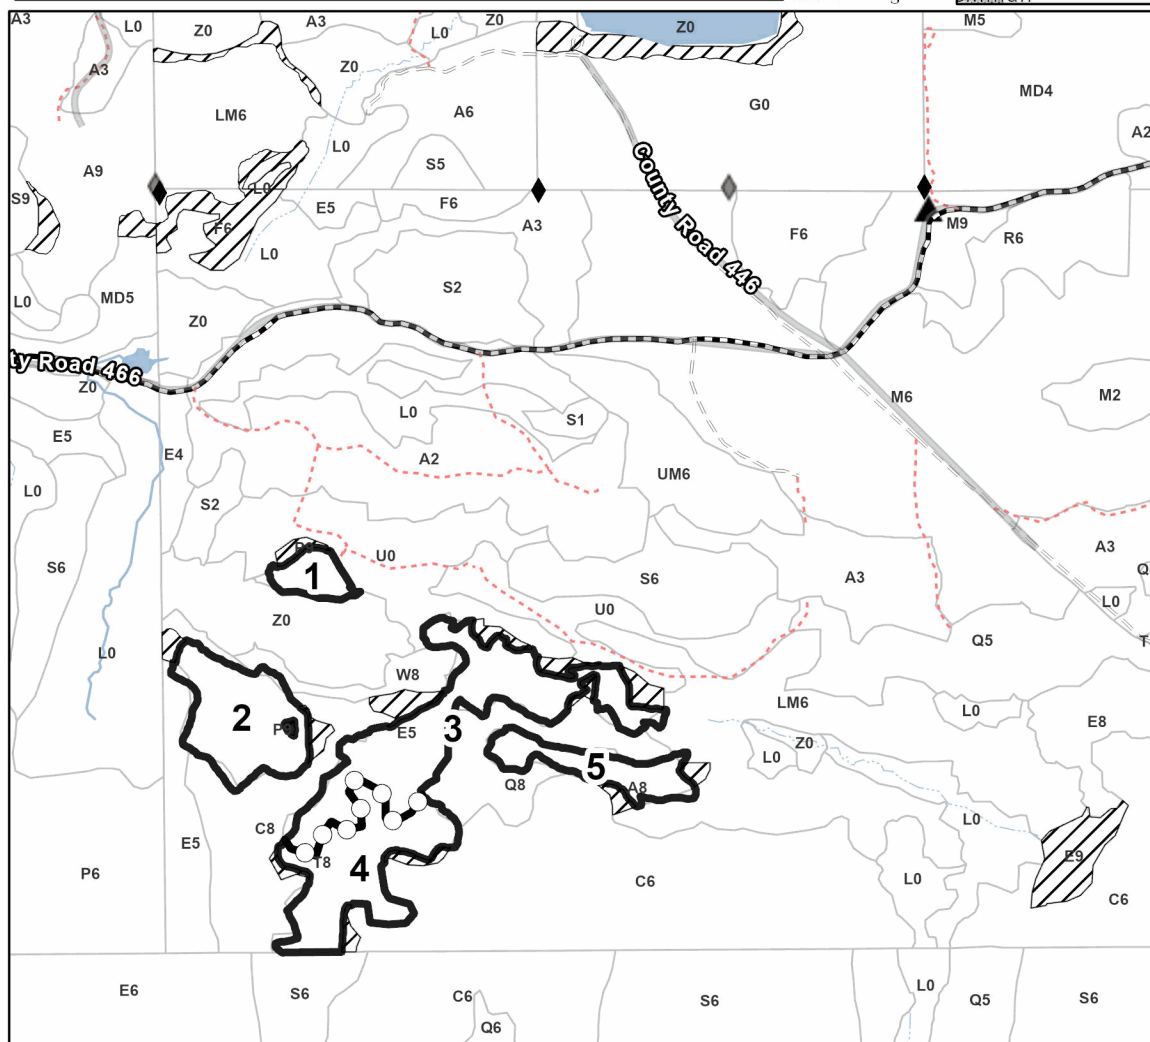 A3 L0 Z0 A3 L0 Z0 Z0 M5
A3 Z0 MD4
LM6 A6 G0
L0 A2
A9 S5
S9 L0 F6
E5 A3 M9
F6 F6 R6
L0
County Road 446
L0 MD5 S2
Z0
ty Road 466
Z0 M6 M2
L0 S1
E5 E4 A2
UM6
L0 S2
P9 U0 A3
S6 1 S6 A3 Q
U0 L0
Z0 Q5 T
L0 W8
LM6 L0
2 P9 E5 3 E8
Z0
5 L0
Q8 A8
C8 L0
E5 T8 E9
P6 4 C6 L0
C6
E6 S6 C6 S6 L0 Q5 S6
Q6